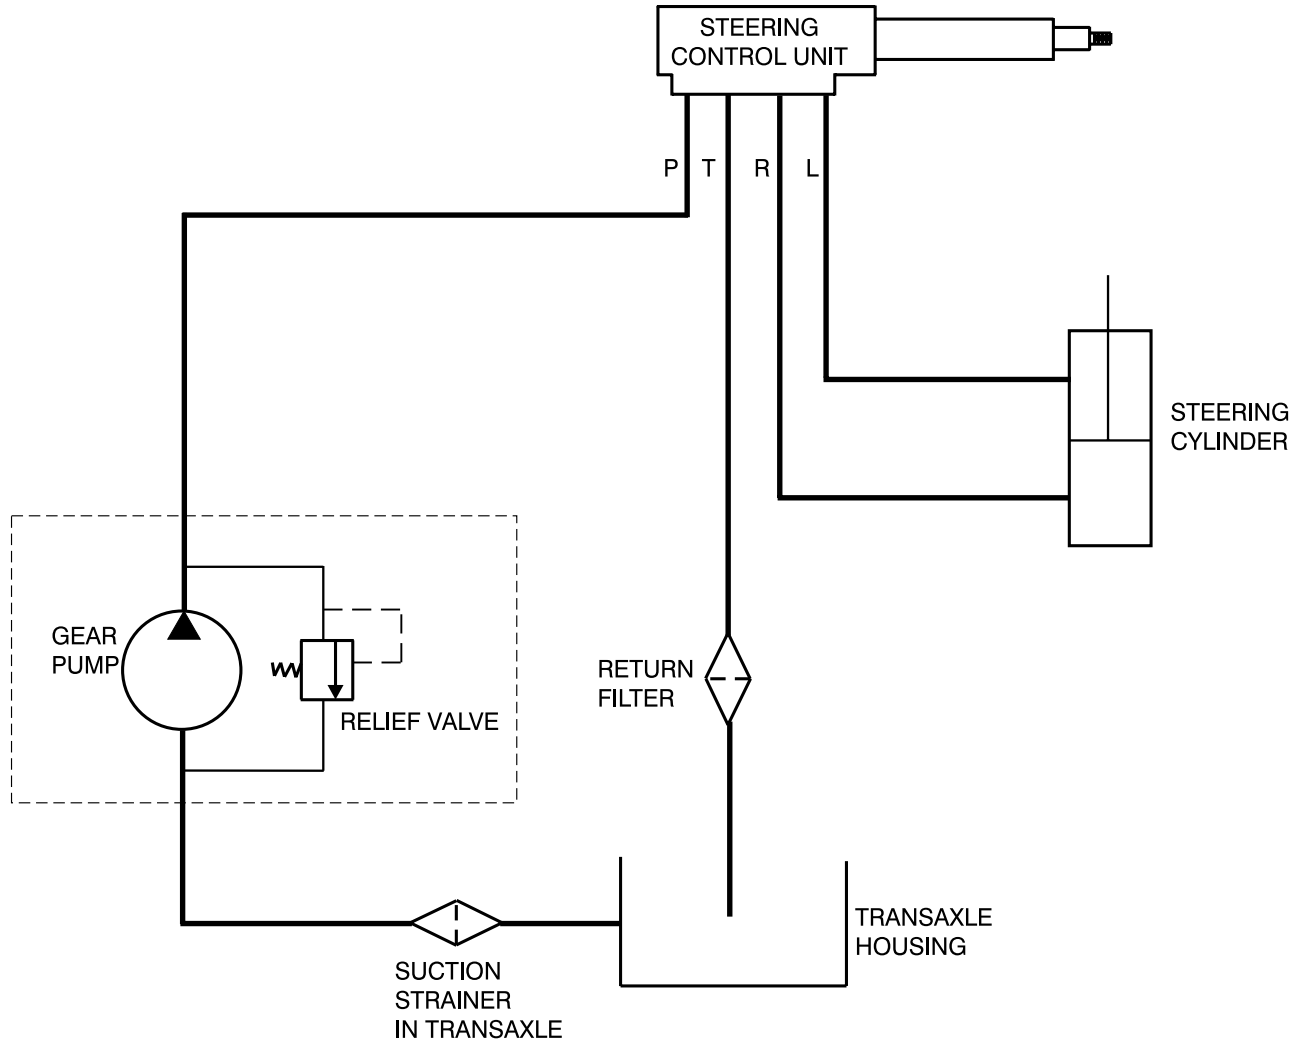 STEERING
CONTROL UNIT
P T R L
STEERING
CYLINDER
GEAR
PUMP
RELIEF VALVE
RETURN
FILTER
TRANSAXLE
HOUSING
SUCTION
STRAINER
IN TRANSAXLE